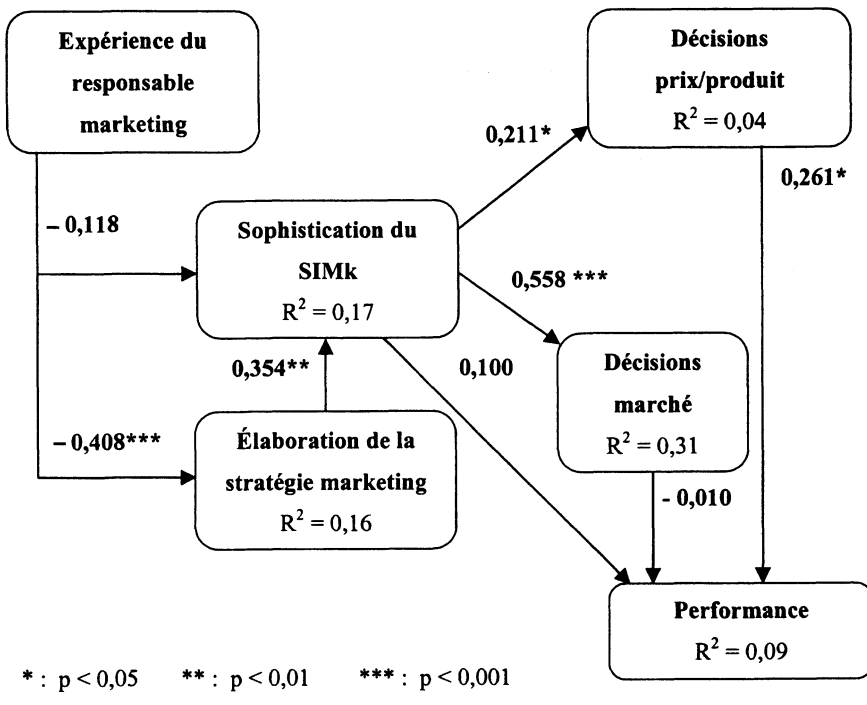 Expérience du
responsable
marketing
Décisions
prix/produit
R² = 0,04
0,211*
0,261*
– 0,118
Sophistication du
SIMk
R² = 0,17
0,558 ***
0,354**
0,100
Décisions
marché
R² = 0,31
– 0,408***
Élaboration de la
stratégie marketing
R² = 0,16
- 0,010
Performance
R² = 0,09
* : p < 0,05 ** : p < 0,01 *** : p < 0,001